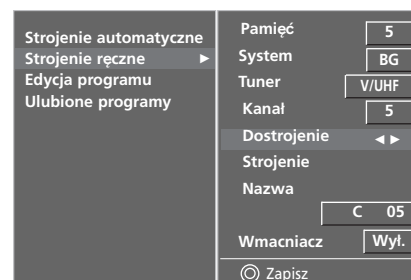 Strojenie automatyczne
Strojenie ręczne ►
Edycja programu
Ulubione programy
Pamięć 5
System BG
Tuner V/UHF
Kanał 5
Dostrojenie ◄ ►
Strojenie
Nazwa
C 05
Wmacniacz Wył.
Zapisz